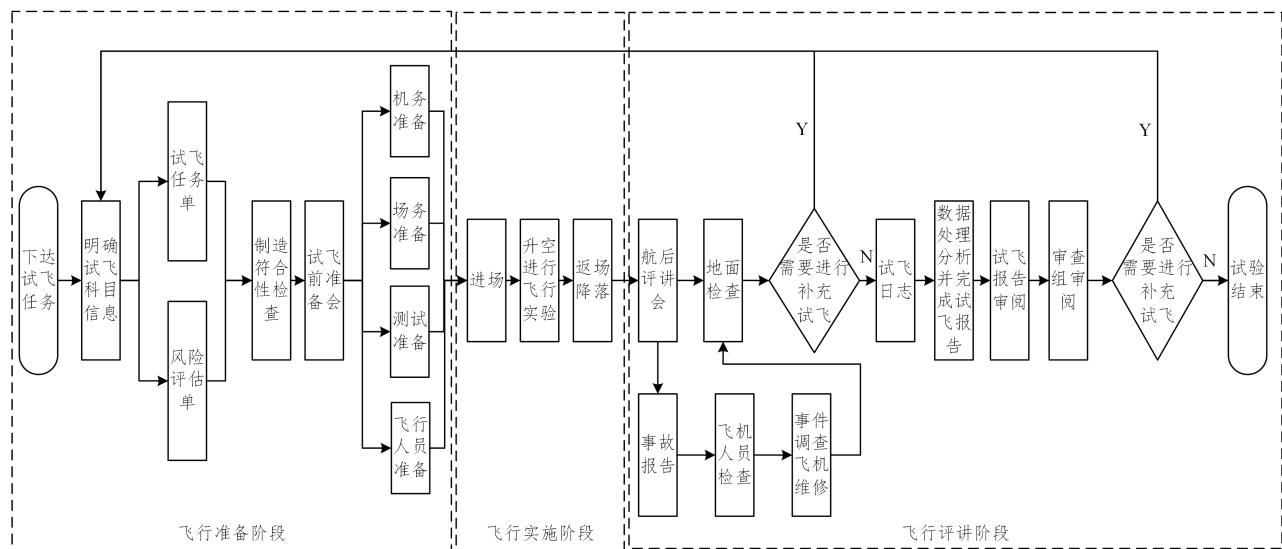 下达
试飞
任务
明确
试飞
科目
信息
试飞
任务
单
风险
评估
单
制造
符合
性检
查
试飞
前准
备会
机务
准备
场务
准备
测试
准备
飞行
人员
准备
飞行准备阶段
进场
升空
进行
飞行
实验
返场
降落
飞行实施阶段
航后
评讲
会
地面
检查
事故
报告
飞机
人员
检查
事件
调查
飞机
维修
是否
需要进行
补充
试飞
Y
N
试飞
日志
数据
处理
分析
并完
成试
飞报
告
试飞
报告
审阅
审查
组审
阅
是否
需要进行
补充
试飞
Y
N
试验
结束
飞行评讲阶段